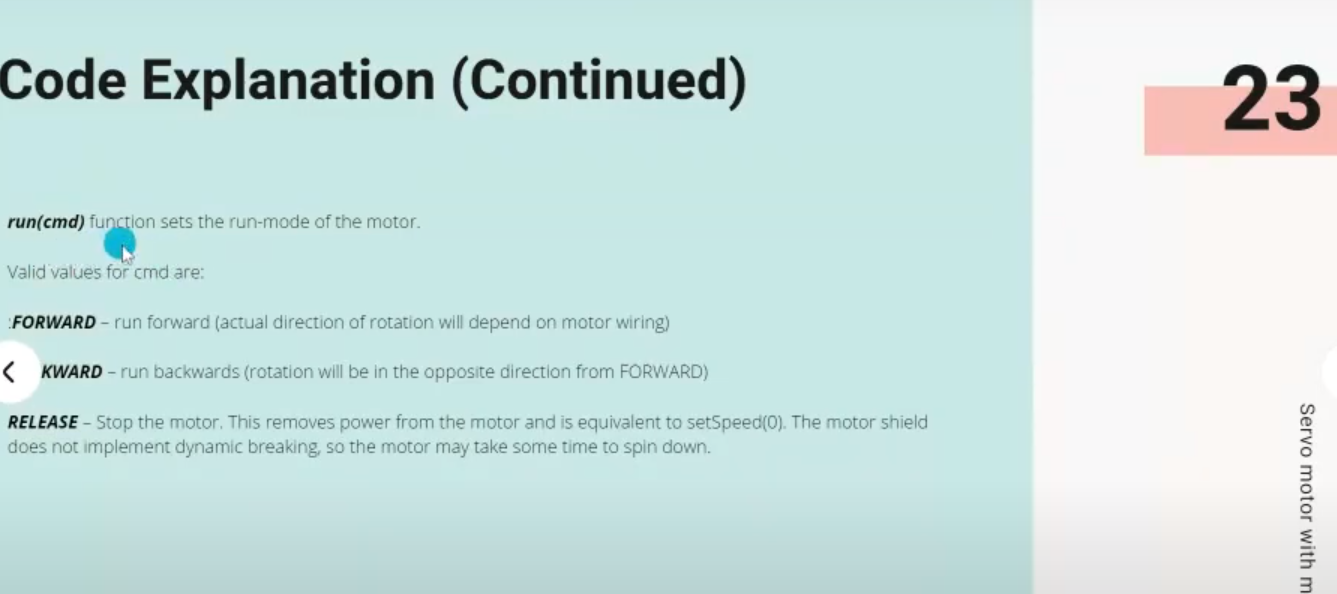 Code Explanation (Continued)
23
run(cmd) function sets the run-mode of the motor.
Valid values for cmd are:
:FORWARD – run forward (actual direction of rotation will depend on motor wiring)
KWARD – run backwards (rotation will be in the opposite direction from FORWARD)
RELEASE – Stop the motor. This removes power from the motor and is equivalent to setSpeed(0). The motor shield
does not implement dynamic breaking, so the motor may take some time to spin down.
Servo motor with m